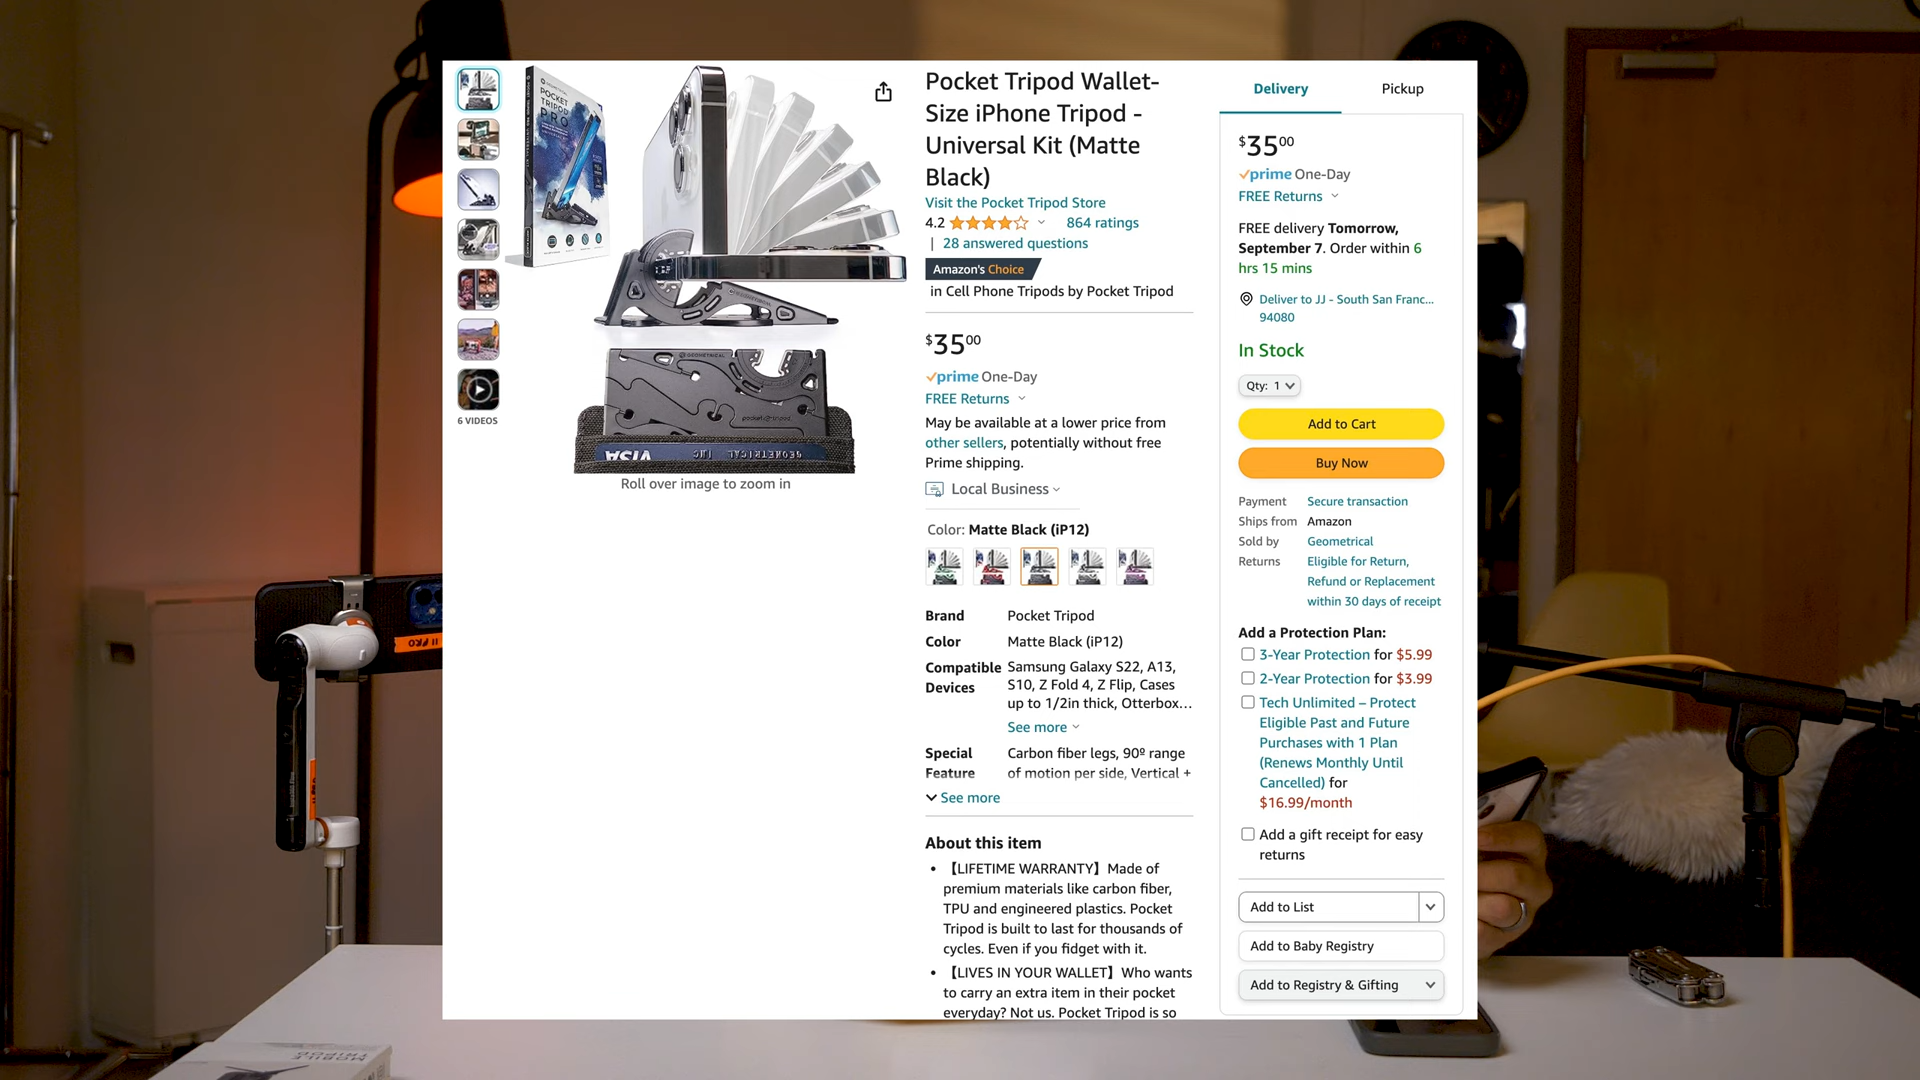 POCKET
TRIPOD
PRO
GEOMETRICAL
pocket tripod
VISA
GEOMETRICAL INC
6 VIDEOS
Roll over image to zoom in
Pocket Tripod Wallet-
Size iPhone Tripod -
Universal Kit (Matte
Black)
Visit the Pocket Tripod Store
4.2
864 ratings
| 28 answered questions
Amazon's Choice
in Cell Phone Tripods by Pocket Tripod
$35 00
prime One-Day
FREE Returns
May be available at a lower price from
other sellers, potentially without free
Prime shipping.
Local Business
Color: Matte Black (iP12)
Brand Pocket Tripod
Color Matte Black (iP12)
Compatible Devices Samsung Galaxy S22, A13,
S10, Z Fold 4, Z Flip, Cases
up to 1/2in thick, Otterbox...
See more
Special Feature Carbon fiber legs, 90º range
of motion per side, Vertical +
See more
About this item
• 【LIFETIME WARRANTY】Made of
premium materials like carbon fiber,
TPU and engineered plastics. Pocket
Tripod is built to last for thousands of
cycles. Even if you fidget with it.
• 【LIVES IN YOUR WALLET】Who wants
to carry an extra item in their pocket
everyday? Not us. Pocket Tripod is so
Delivery
Pickup
$35 00
prime One-Day
FREE Returns
FREE delivery Tomorrow,
September 7. Order within 6
hrs 15 mins
Deliver to JJ - South San Franc...
94080
In Stock
Qty: 1
Add to Cart
Buy Now
Payment Secure transaction
Ships from Amazon
Sold by Geometrical
Returns Eligible for Return,
Refund or Replacement
within 30 days of receipt
Add a Protection Plan:
3-Year Protection for $5.99
2-Year Protection for $3.99
Tech Unlimited – Protect
Eligible Past and Future
Purchases with 1 Plan
(Renews Monthly Until
Cancelled) for
$16.99/month
Add a gift receipt for easy
returns
Add to List
Add to Baby Registry
Add to Registry & Gifting
MOBILE
TRIPOD